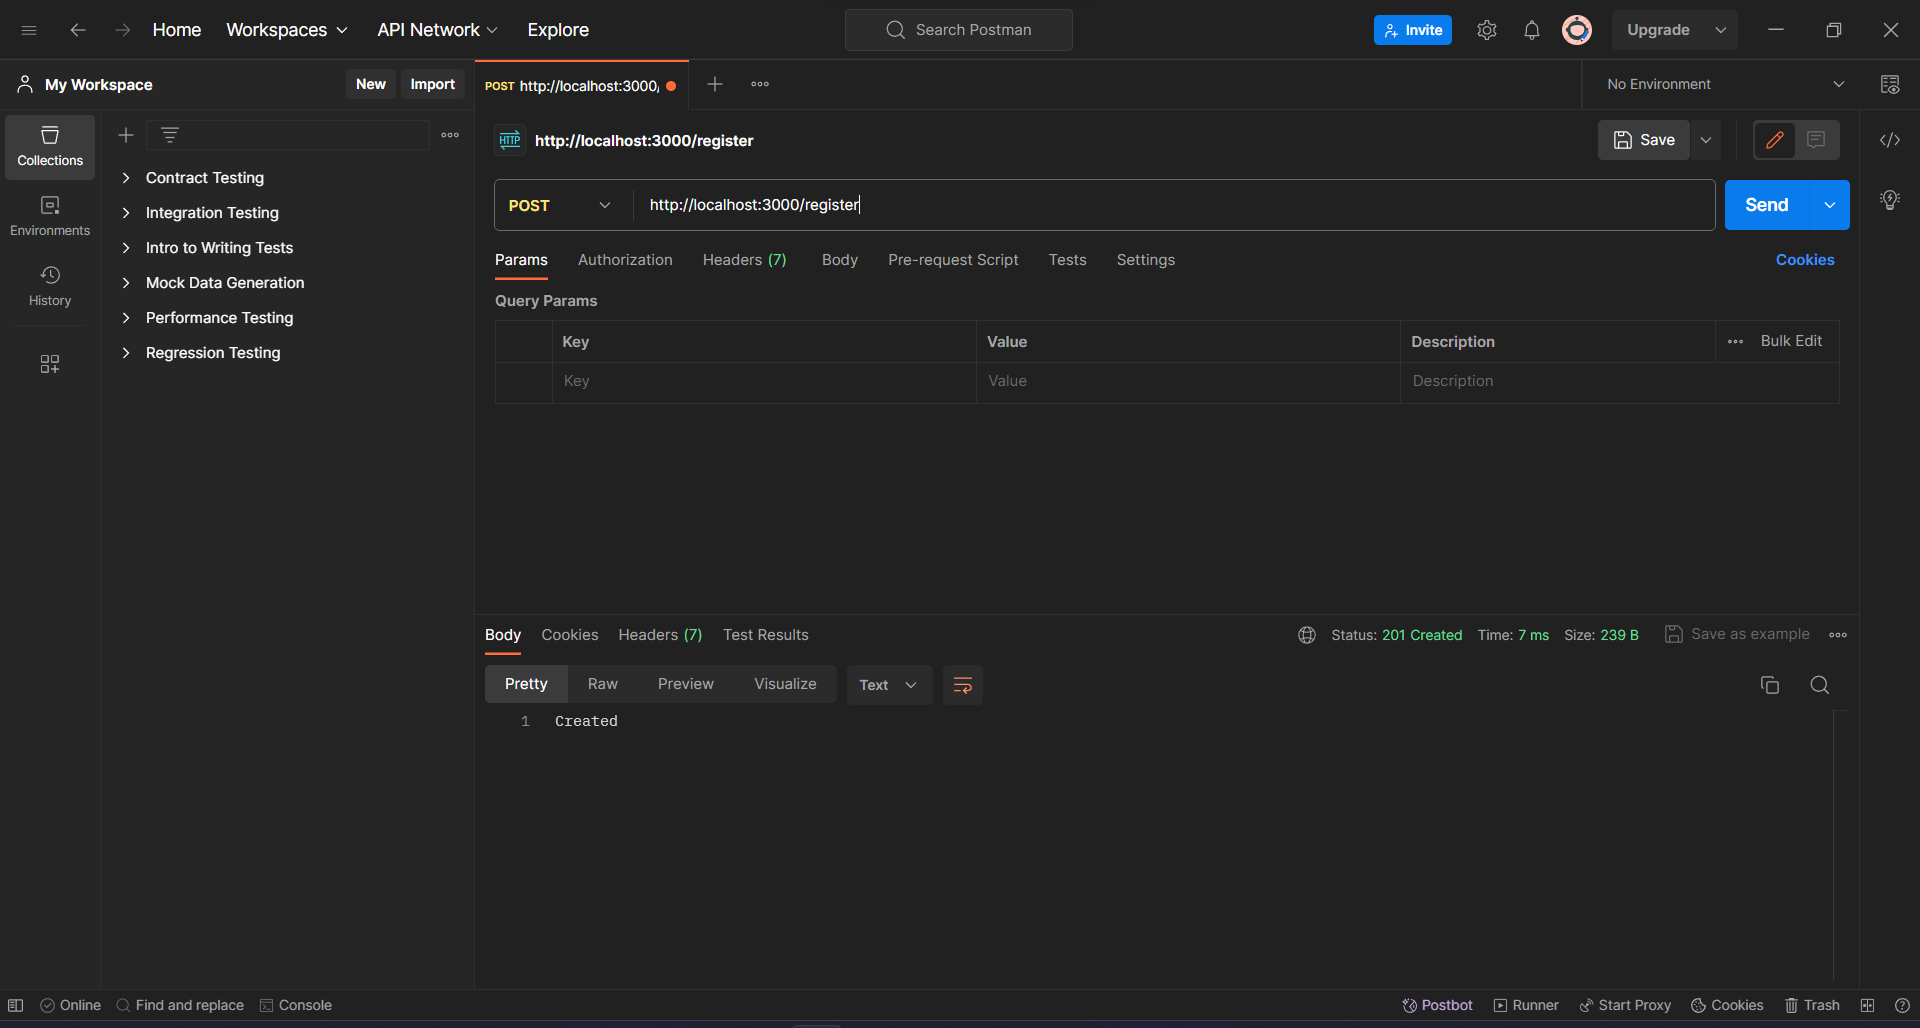 Home Workspaces API Network Explore Search Postman Invite Upgrade
My Workspace New Import POST http://localhost:3000, No Environment
HTTP http://localhost:3000/register Save
Collections
Environments
History
Contract Testing
Integration Testing
Intro to Writing Tests
Mock Data Generation
Performance Testing
Regression Testing
POST http://localhost:3000/register Send
Params Authorization Headers (7) Body Pre-request Script Tests Settings Cookies
Query Params
Key Value Description Bulk Edit
Key Value Description
Body Cookies Headers (7) Test Results Status: 201 Created Time: 7 ms Size: 239 B Save as example
Pretty Raw Preview Visualize Text
1 Created
Online Find and replace Console Postbot Runner Start Proxy Cookies Trash